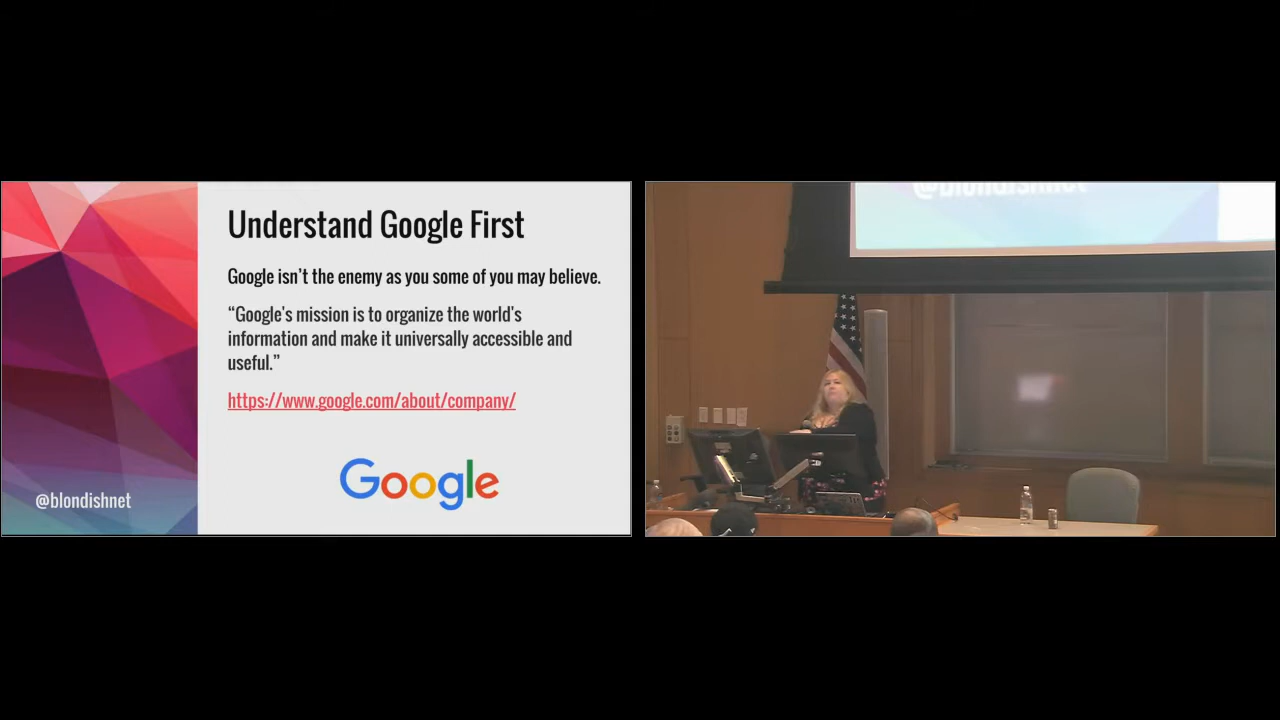 Understand Google First
Google isn’t the enemy as you some of you may believe.
“Google's mission is to organize the world's
information and make it universally accessible and
useful.”
https://www.google.com/about/company/
Google
@blondishnet
@blondishnet